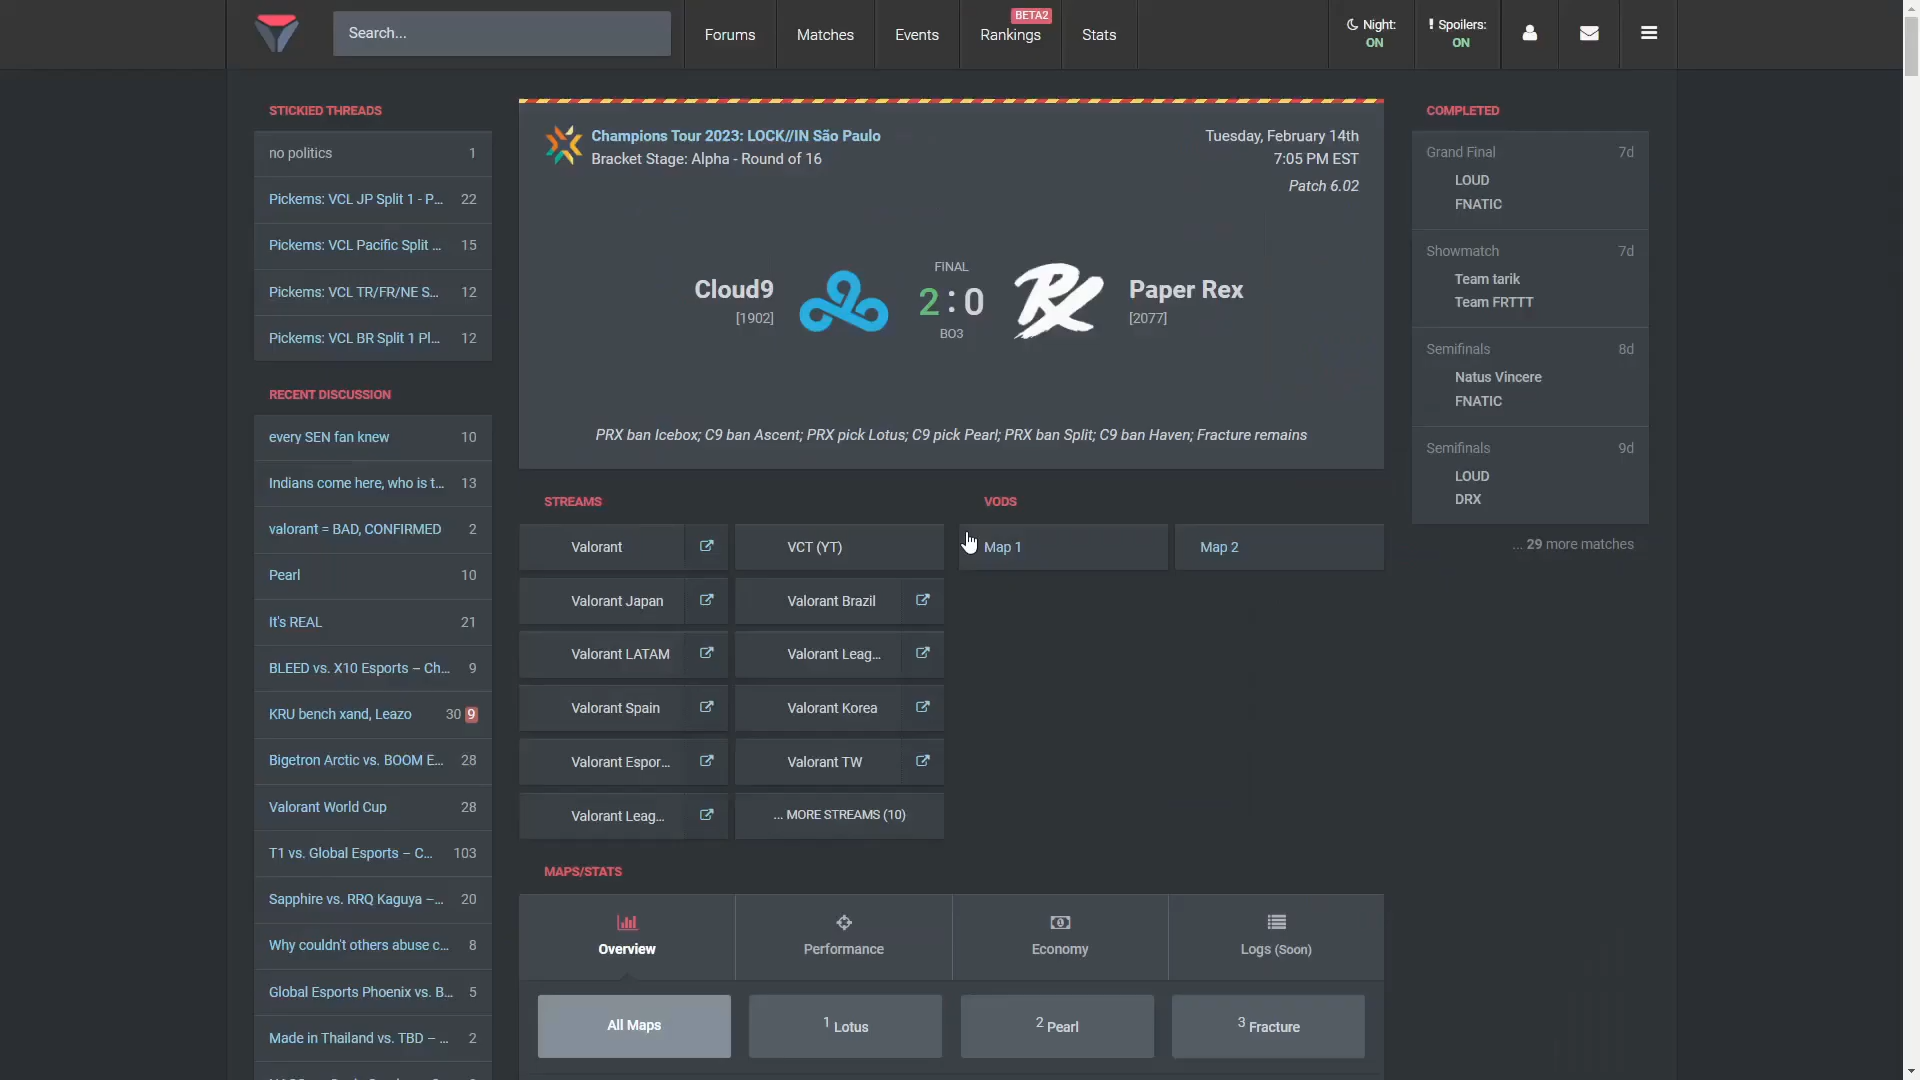 Search...
Forums
Matches
Events
BETA2
Rankings
Stats
Night:
ON
Spoilers:
ON
STICKIED THREADS
no politics 1
Pickems: VCL JP Split 1 - P... 22
Pickems: VCL Pacific Split ... 15
Pickems: VCL TR/FR/NE S... 12
Pickems: VCL BR Split 1 Pl... 12
RECENT DISCUSSION
every SEN fan knew 10
Indians come here, who is t... 13
valorant = BAD, CONFIRMED 2
Pearl 10
It's REAL 21
BLEED vs. X10 Esports – Ch... 9
KRU bench xand, Leazo 30 9
Bigetron Arctic vs. BOOM E... 28
Valorant World Cup 28
T1 vs. Global Esports – C... 103
Sapphire vs. RRQ Kaguya –... 20
Why couldn't others abuse c... 8
Global Esports Phoenix vs. B... 5
Made in Thailand vs. TBD – ... 2
Champions Tour 2023: LOCK//IN São Paulo
Bracket Stage: Alpha - Round of 16
Tuesday, February 14th
7:05 PM EST
Patch 6.02
Cloud9
[1902]
FINAL
2 : 0
BO3
Paper Rex
[2077]
PRX ban Icebox; C9 ban Ascent; PRX pick Lotus; C9 pick Pearl; PRX ban Split; C9 ban Haven; Fracture remains
STREAMS
Valorant
VCT (YT)
Valorant Japan
Valorant Brazil
Valorant LATAM
Valorant Leag...
Valorant Spain
Valorant Korea
Valorant Espor...
Valorant TW
Valorant Leag...
... MORE STREAMS (10)
VODS
Map 1
Map 2
MAPS/STATS
Overview
Performance
Economy
Logs (Soon)
All Maps
1 Lotus
2 Pearl
3 Fracture
COMPLETED
Grand Final 7d
LOUD
FNATIC
Showmatch 7d
Team tarik
Team FRTTT
Semifinals 8d
Natus Vincere
FNATIC
Semifinals 9d
LOUD
DRX
... 29 more matches